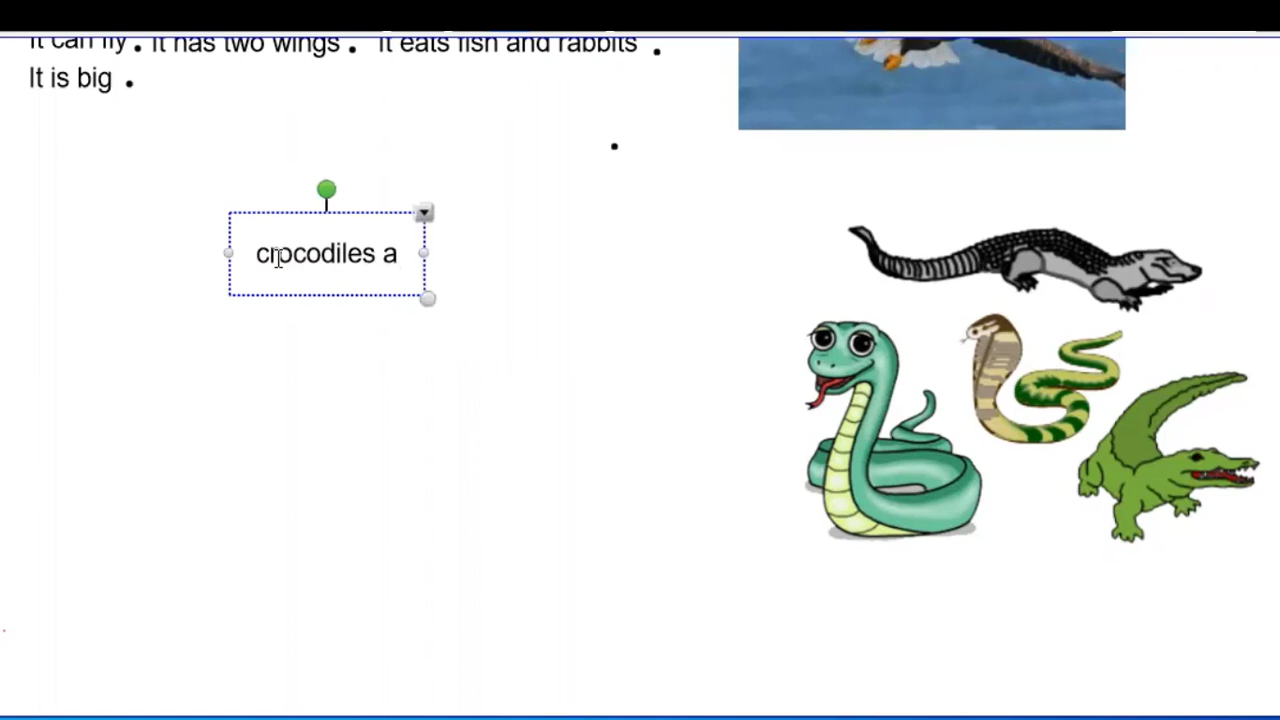 It can fly. It has two wings. It eats fish and rabbits.
It is big.
crocodiles a